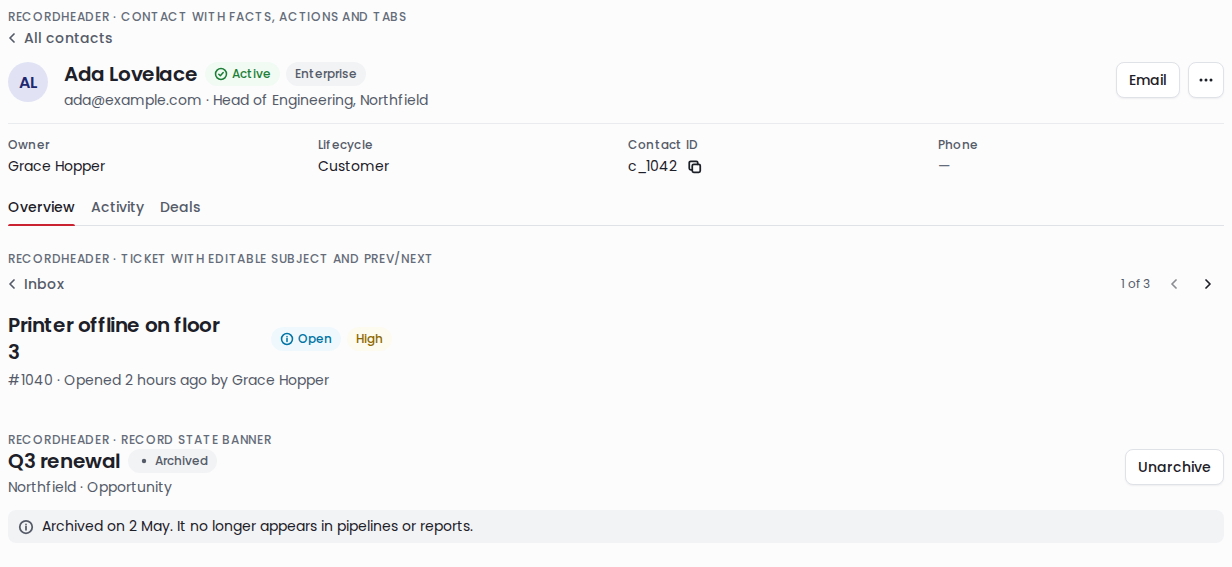 RECORDHEADER · CONTACT WITH FACTS, ACTIONS AND TABS
All contacts
AL
Ada Lovelace Active Enterprise
ada@example.com · Head of Engineering, Northfield
Email
Owner Lifecycle Contact ID Phone
Grace Hopper Customer c_1042 —
Overview Activity Deals
RECORDHEADER · TICKET WITH EDITABLE SUBJECT AND PREV/NEXT
Inbox 1 of 3
Printer offline on floor
3
Open High
#1040 · Opened 2 hours ago by Grace Hopper
RECORDHEADER · RECORD STATE BANNER
Q3 renewal Archived
Northfield · Opportunity
Unarchive
Archived on 2 May. It no longer appears in pipelines or reports.